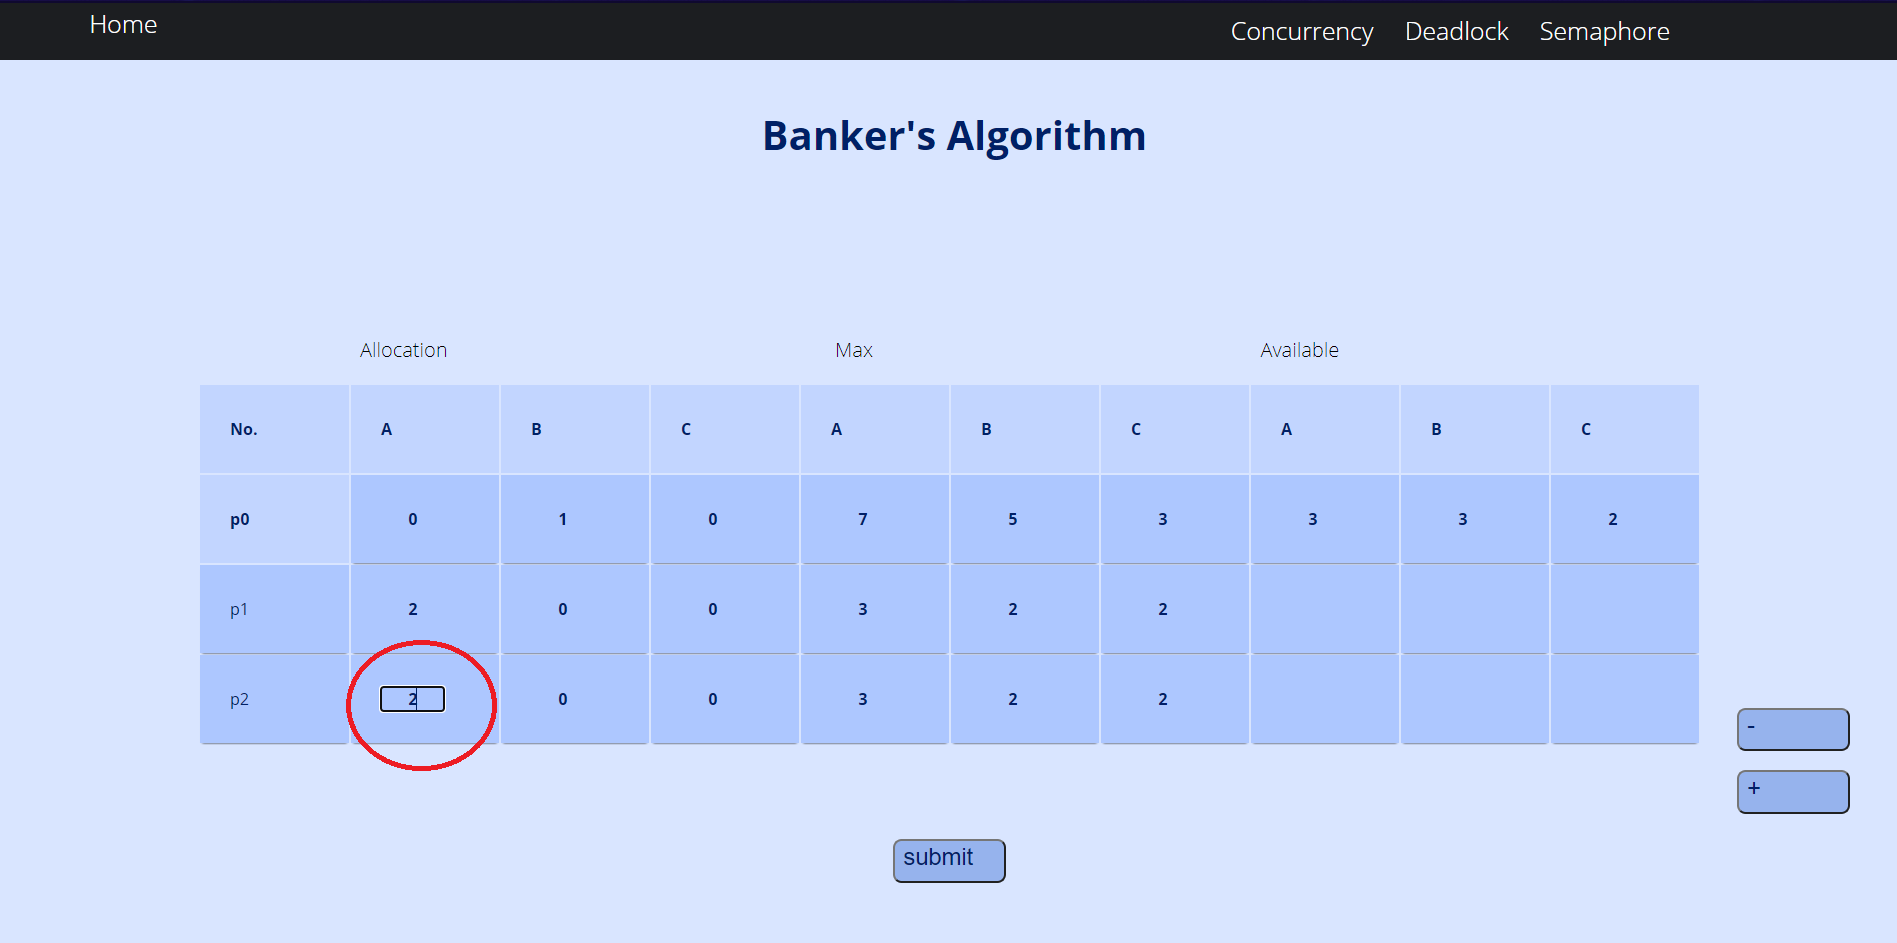 Home Concurrency Deadlock Semaphore
Banker's Algorithm
Allocation Max Available
No. A B C A B C A B C
p0 0 1 0 7 5 3 3 3 2
p1 2 0 0 3 2 2
p2 2 0 0 3 2 2
-
+
submit